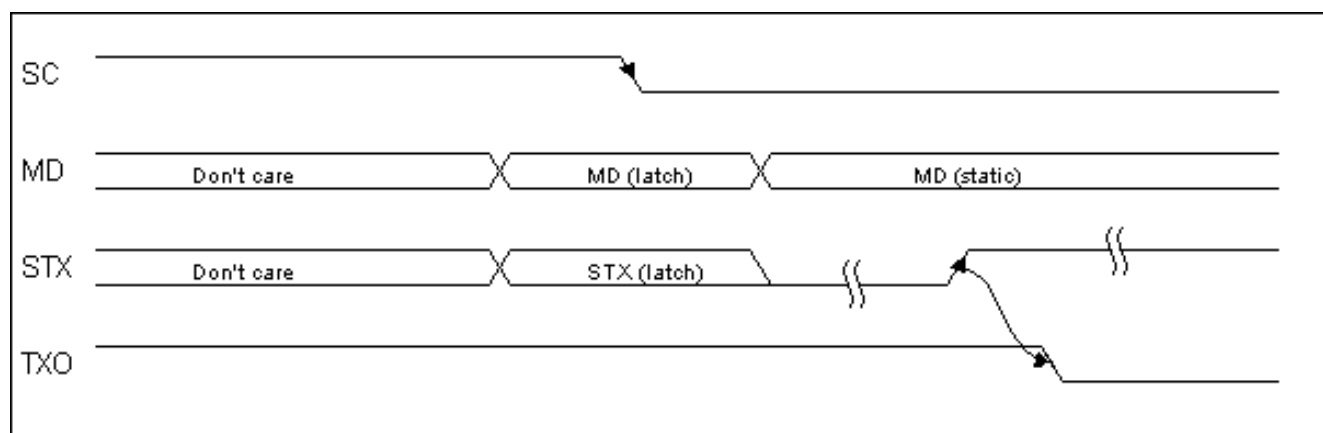 SC
MD Don't care MD (latch) MD (static)
STX Don't care STX (latch)
TXO